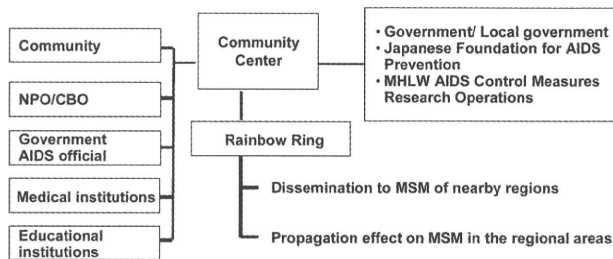 Community
NPO/CBO
Government
AIDS official
Medical institutions
Educational
institutions
Community
Center
Rainbow Ring
Dissemination to MSM of nearby regions
Propagation effect on MSM in the regional areas
• Government/ Local government
• Japanese Foundation for AIDS
Prevention
• MHLW AIDS Control Measures
Research Operations